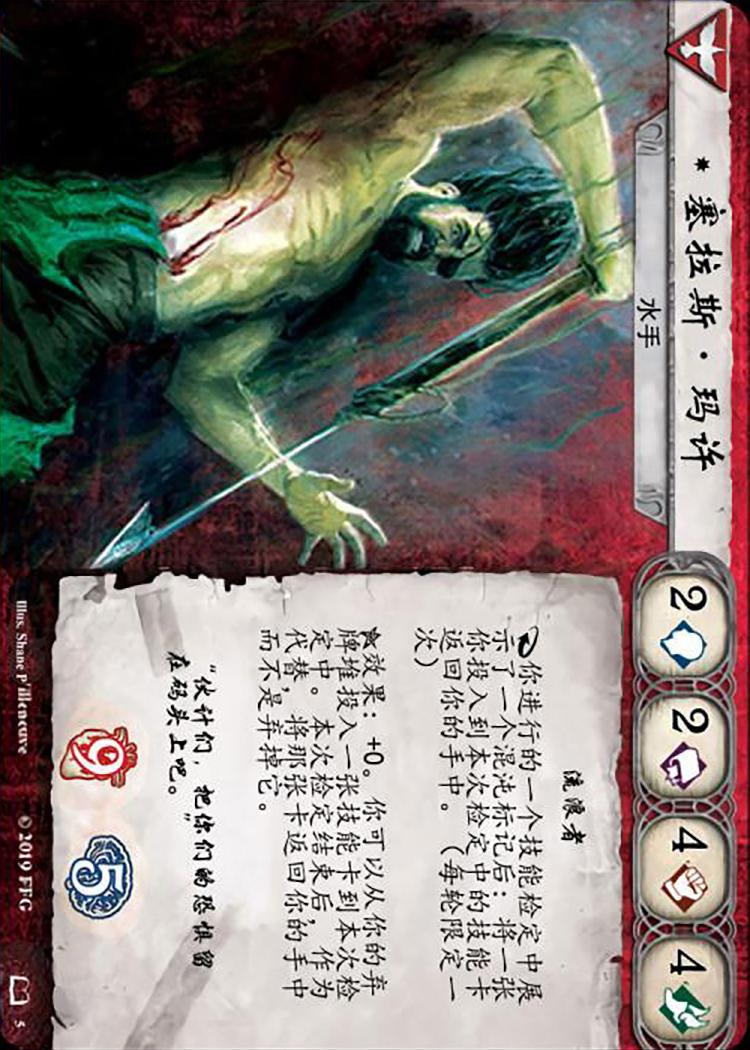 塞拉斯·玛许
水手
2
2
4
4
流浪者
你进行的一个技能检定中展
示了一个混沌标记后：将一张
你投入到本次检定中的技能卡
返回你的手中。（每轮限定一
次）
效果：+0。你可以从你的弃
牌堆投入一张技能卡到本次检
定中。本次检定结束后，作为
代替，将那张卡返回你的手中
而不是弃掉它。
“伙计们，把你们的恐惧留
在码头上吧。”
9
5
Illus. Shane Pilleneuve
© 2019 FFG
5